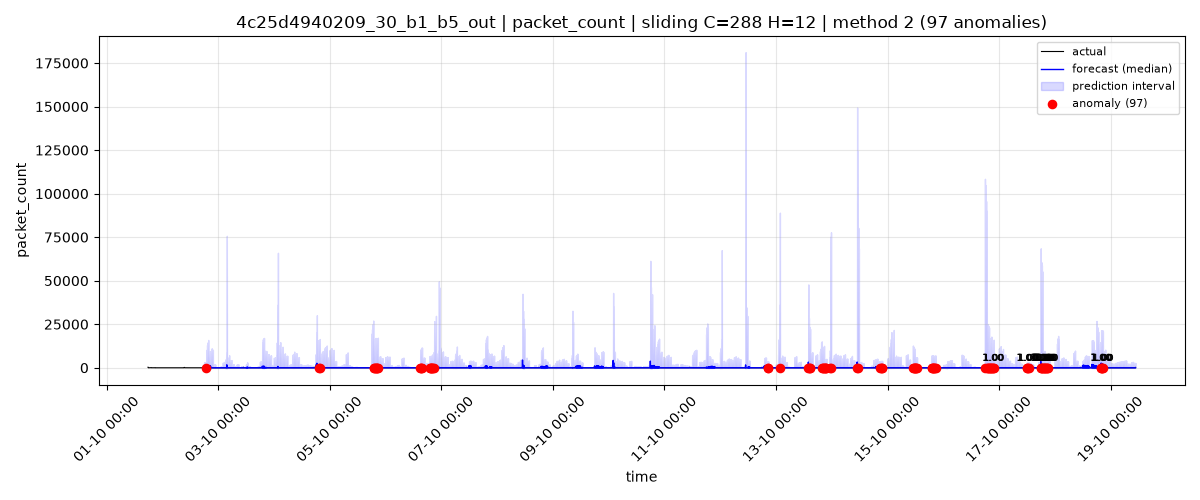 4c25d4940209_30_b1_b5_out | packet_count | sliding C=288 H=12 | method 2 (97 anomalies)
actual
forecast (median)
prediction interval
anomaly (97)
175000
150000
125000
100000
75000
50000
25000
0
packet_count
1.00
1.00
01-10 00:00
03-10 00:00
05-10 00:00
07-10 00:00
09-10 00:00
11-10 00:00
13-10 00:00
15-10 00:00
17-10 00:00
19-10 00:00
time